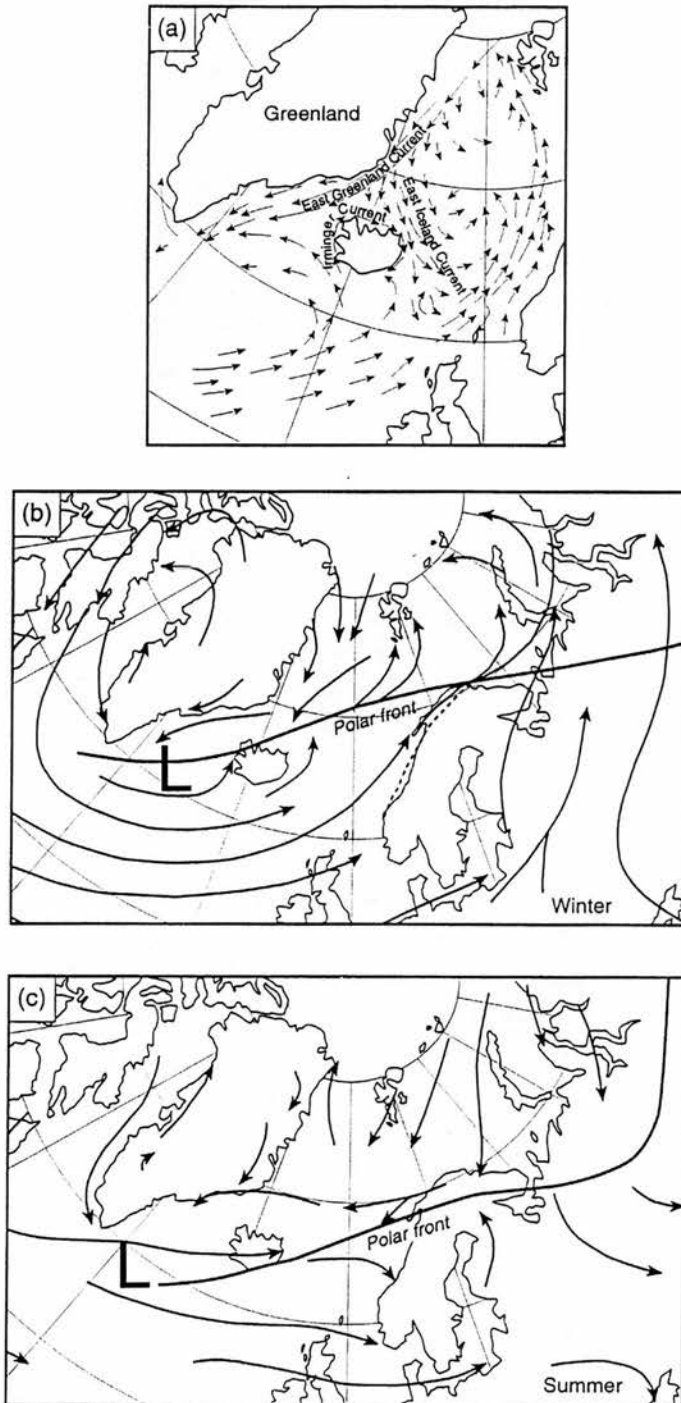 (a)
Greenland
East Greenland Current
Irminger Current
East Iceland Current
(b)
Polar front
L
Winter
(c)
Polar front
L
Summer